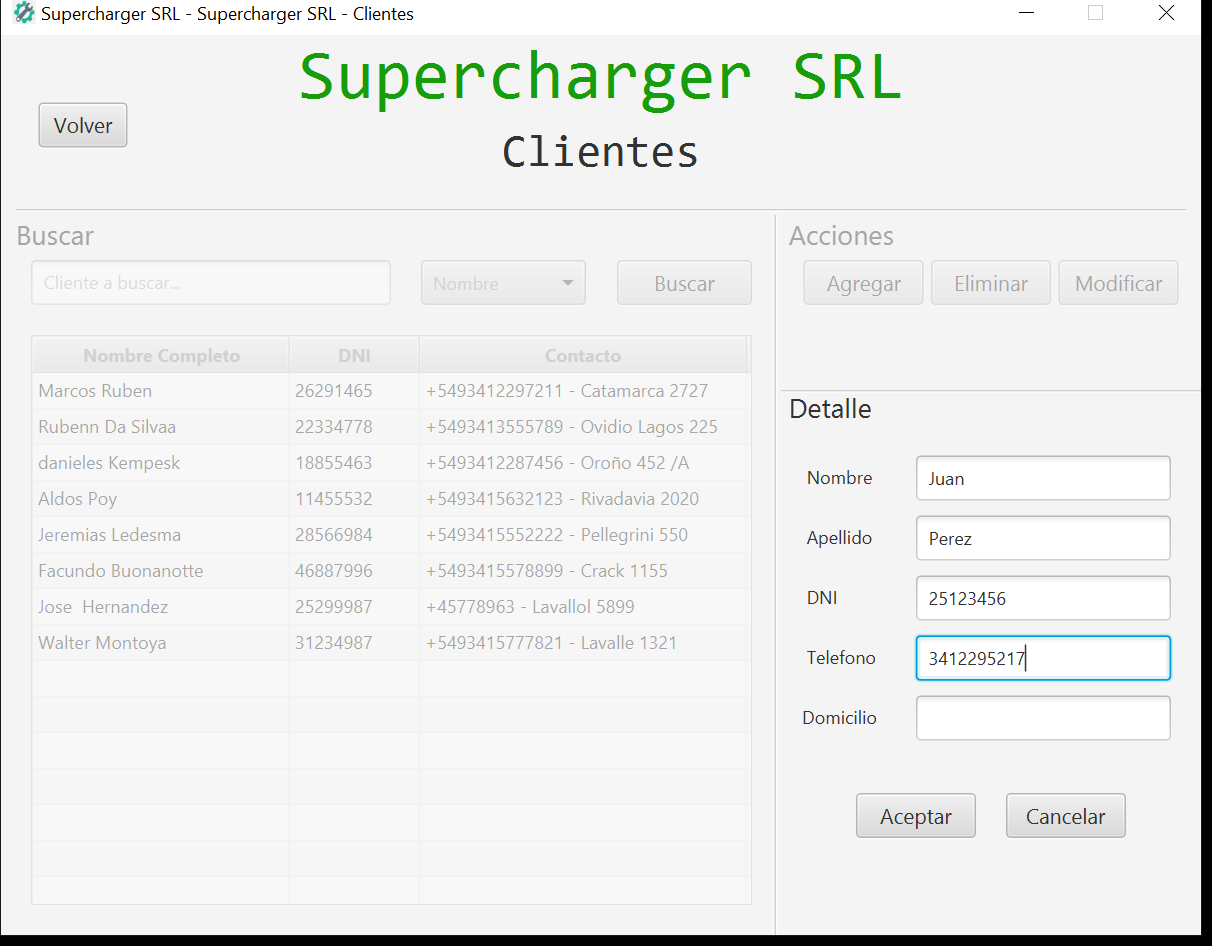 Supercharger SRL - Supercharger SRL - Clientes
Supercharger SRL
Volver
Clientes
Buscar
Cliente a buscar...
Nombre
Buscar
Nombre Completo DNI Contacto
Marcos Ruben 26291465 +5493412297211 - Catamarca 2727
Rubenn Da Silvaa 22334778 +5493413555789 - Ovidio Lagos 225
danieles Kempesk 18855463 +5493412287456 - Oroño 452 /A
Aldos Poy 11455532 +5493415632123 - Rivadavia 2020
Jeremias Ledesma 28566984 +5493415552222 - Pellegrini 550
Facundo Buonanotte 46887996 +5493415578899 - Crack 1155
Jose  Hernandez 25299987 +45778963 - Lavallol 5899
Walter Montoya 31234987 +5493415777821 - Lavalle 1321
Acciones
Agregar Eliminar Modificar
Detalle
Nombre Juan
Apellido Perez
DNI 25123456
Telefono 3412295217
Domicilio
Aceptar Cancelar